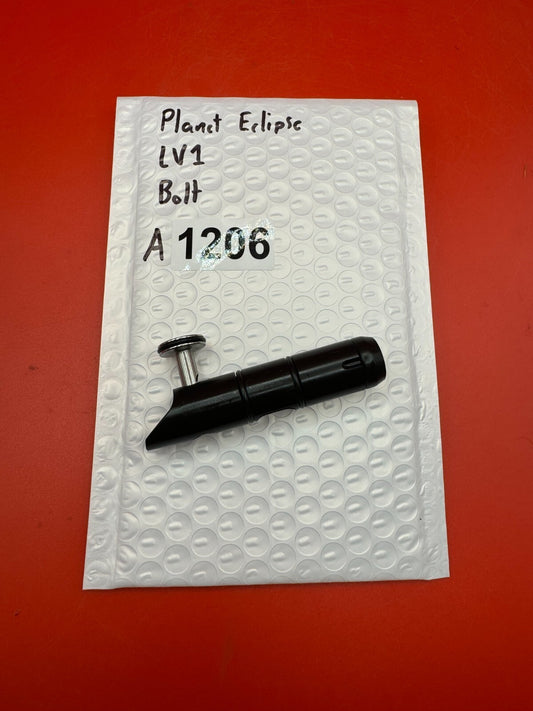 Planet Eclipse
LV1
Bolt
A 1206